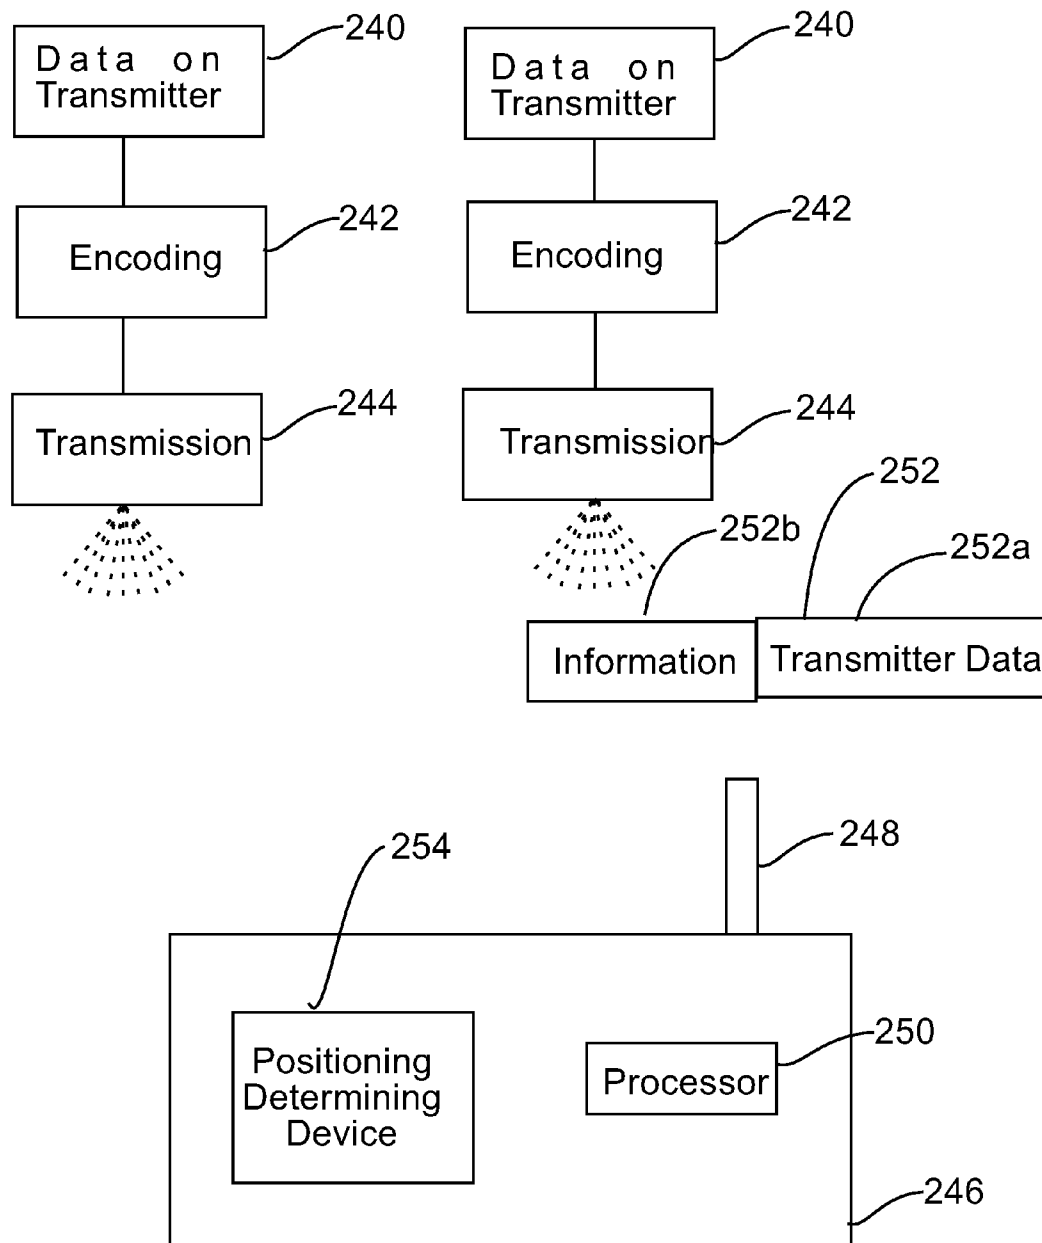 240
Data on
Transmitter
240
Data on
Transmitter
242
Encoding
242
Encoding
244
Transmission
244
Transmission
252
252b
252a
Information
Transmitter Data
248
254
250
Positioning
Determining
Device
Processor
246